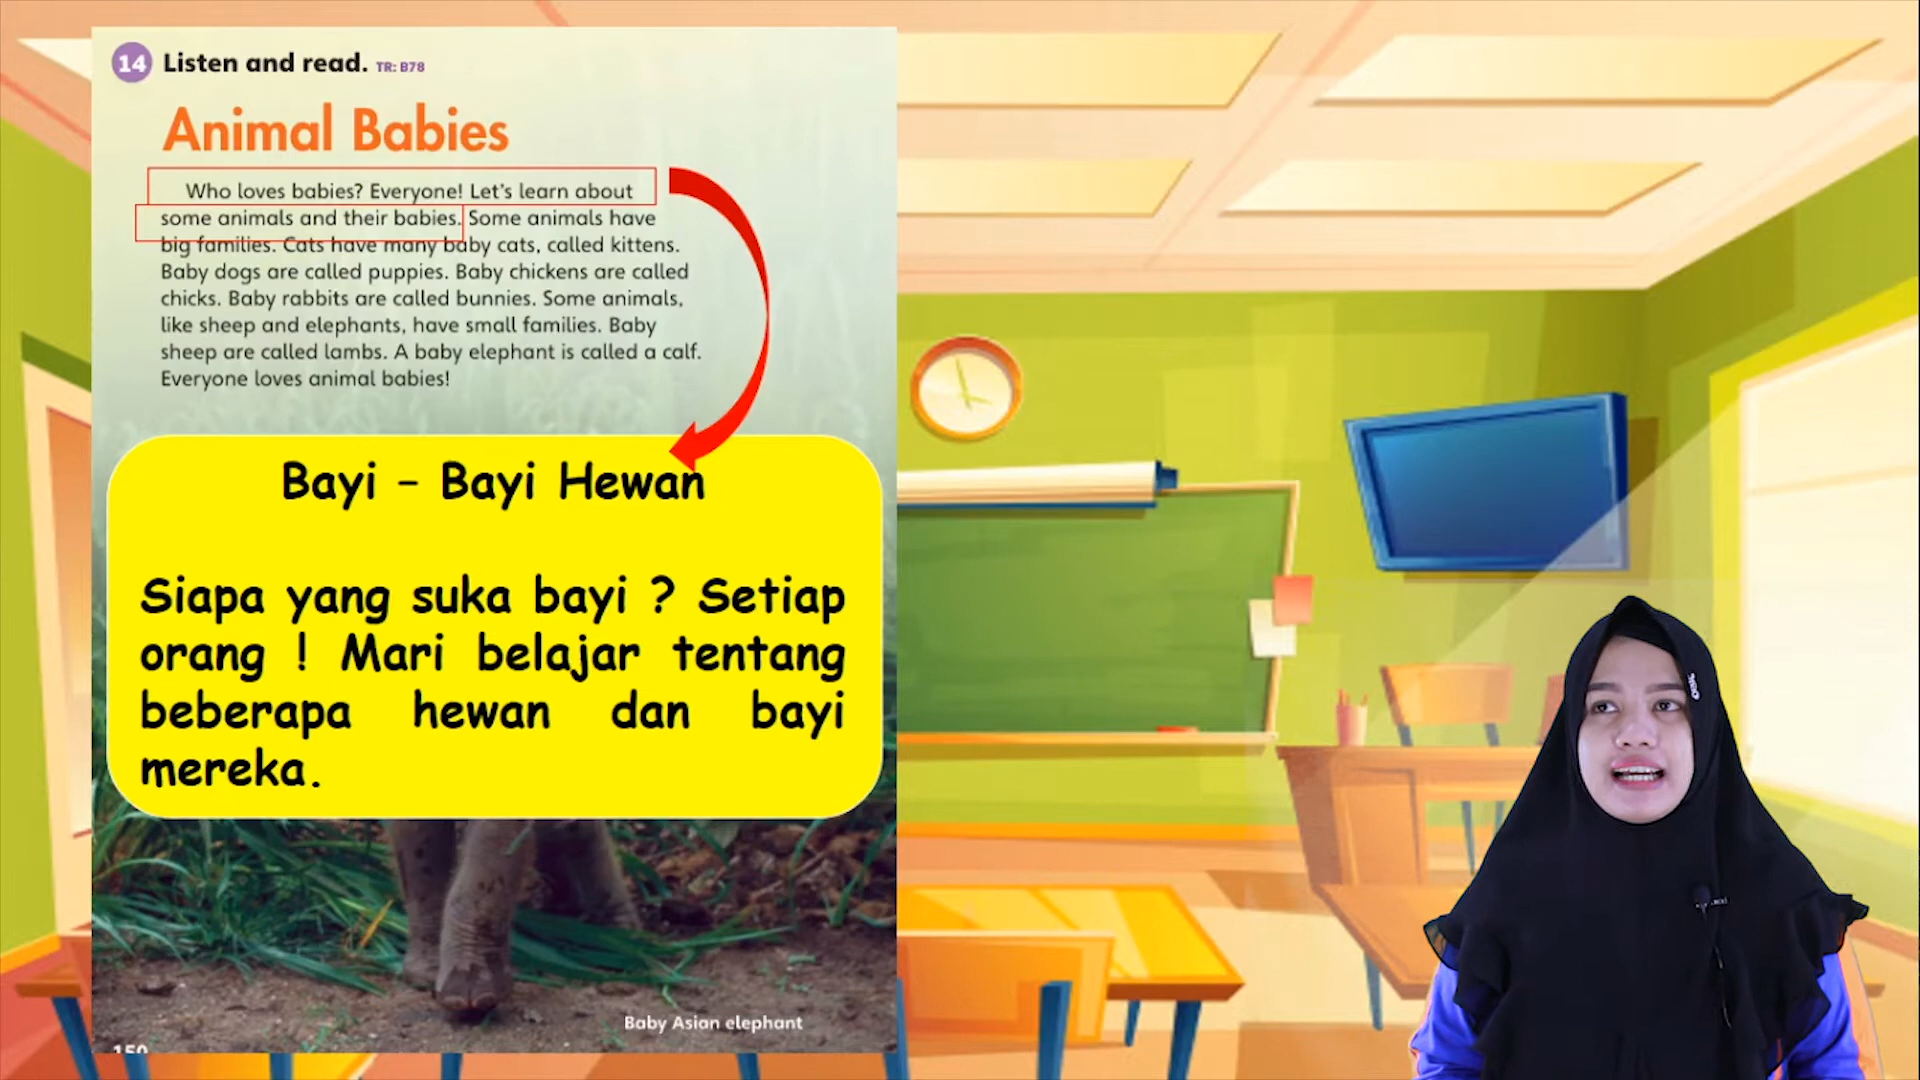 14 Listen and read. TR: B78
Animal Babies
Who loves babies? Everyone! Let's learn about
some animals and their babies. Some animals have
big families. Cats have many baby cats, called kittens.
Baby dogs are called puppies. Baby chickens are called
chicks. Baby rabbits are called bunnies. Some animals,
like sheep and elephants, have small families. Baby
sheep are called lambs. A baby elephant is called a calf.
Everyone loves animal babies!
Bayi - Bayi Hewan
Siapa yang suka bayi ? Setiap
orang ! Mari belajar tentang
beberapa hewan dan bayi
mereka.
Baby Asian elephant